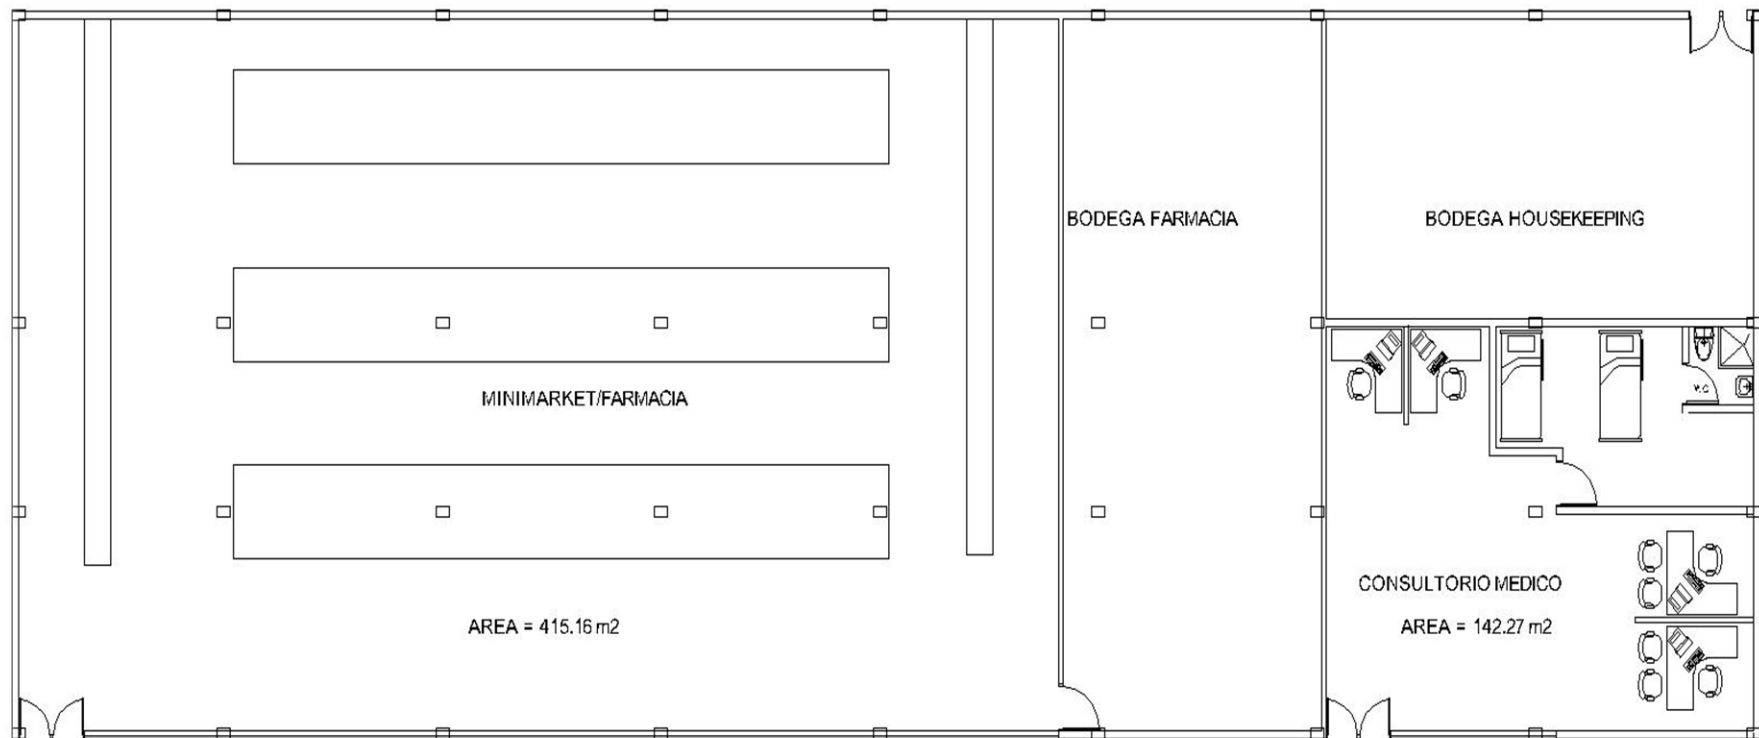 BODEGA FARMACIA
BODEGA HOUSEKEEPING
MINIMARKET/FARMACIA
W.C
CONSULTORIO MEDICO
AREA = 415.16 m2
AREA = 142.27 m2